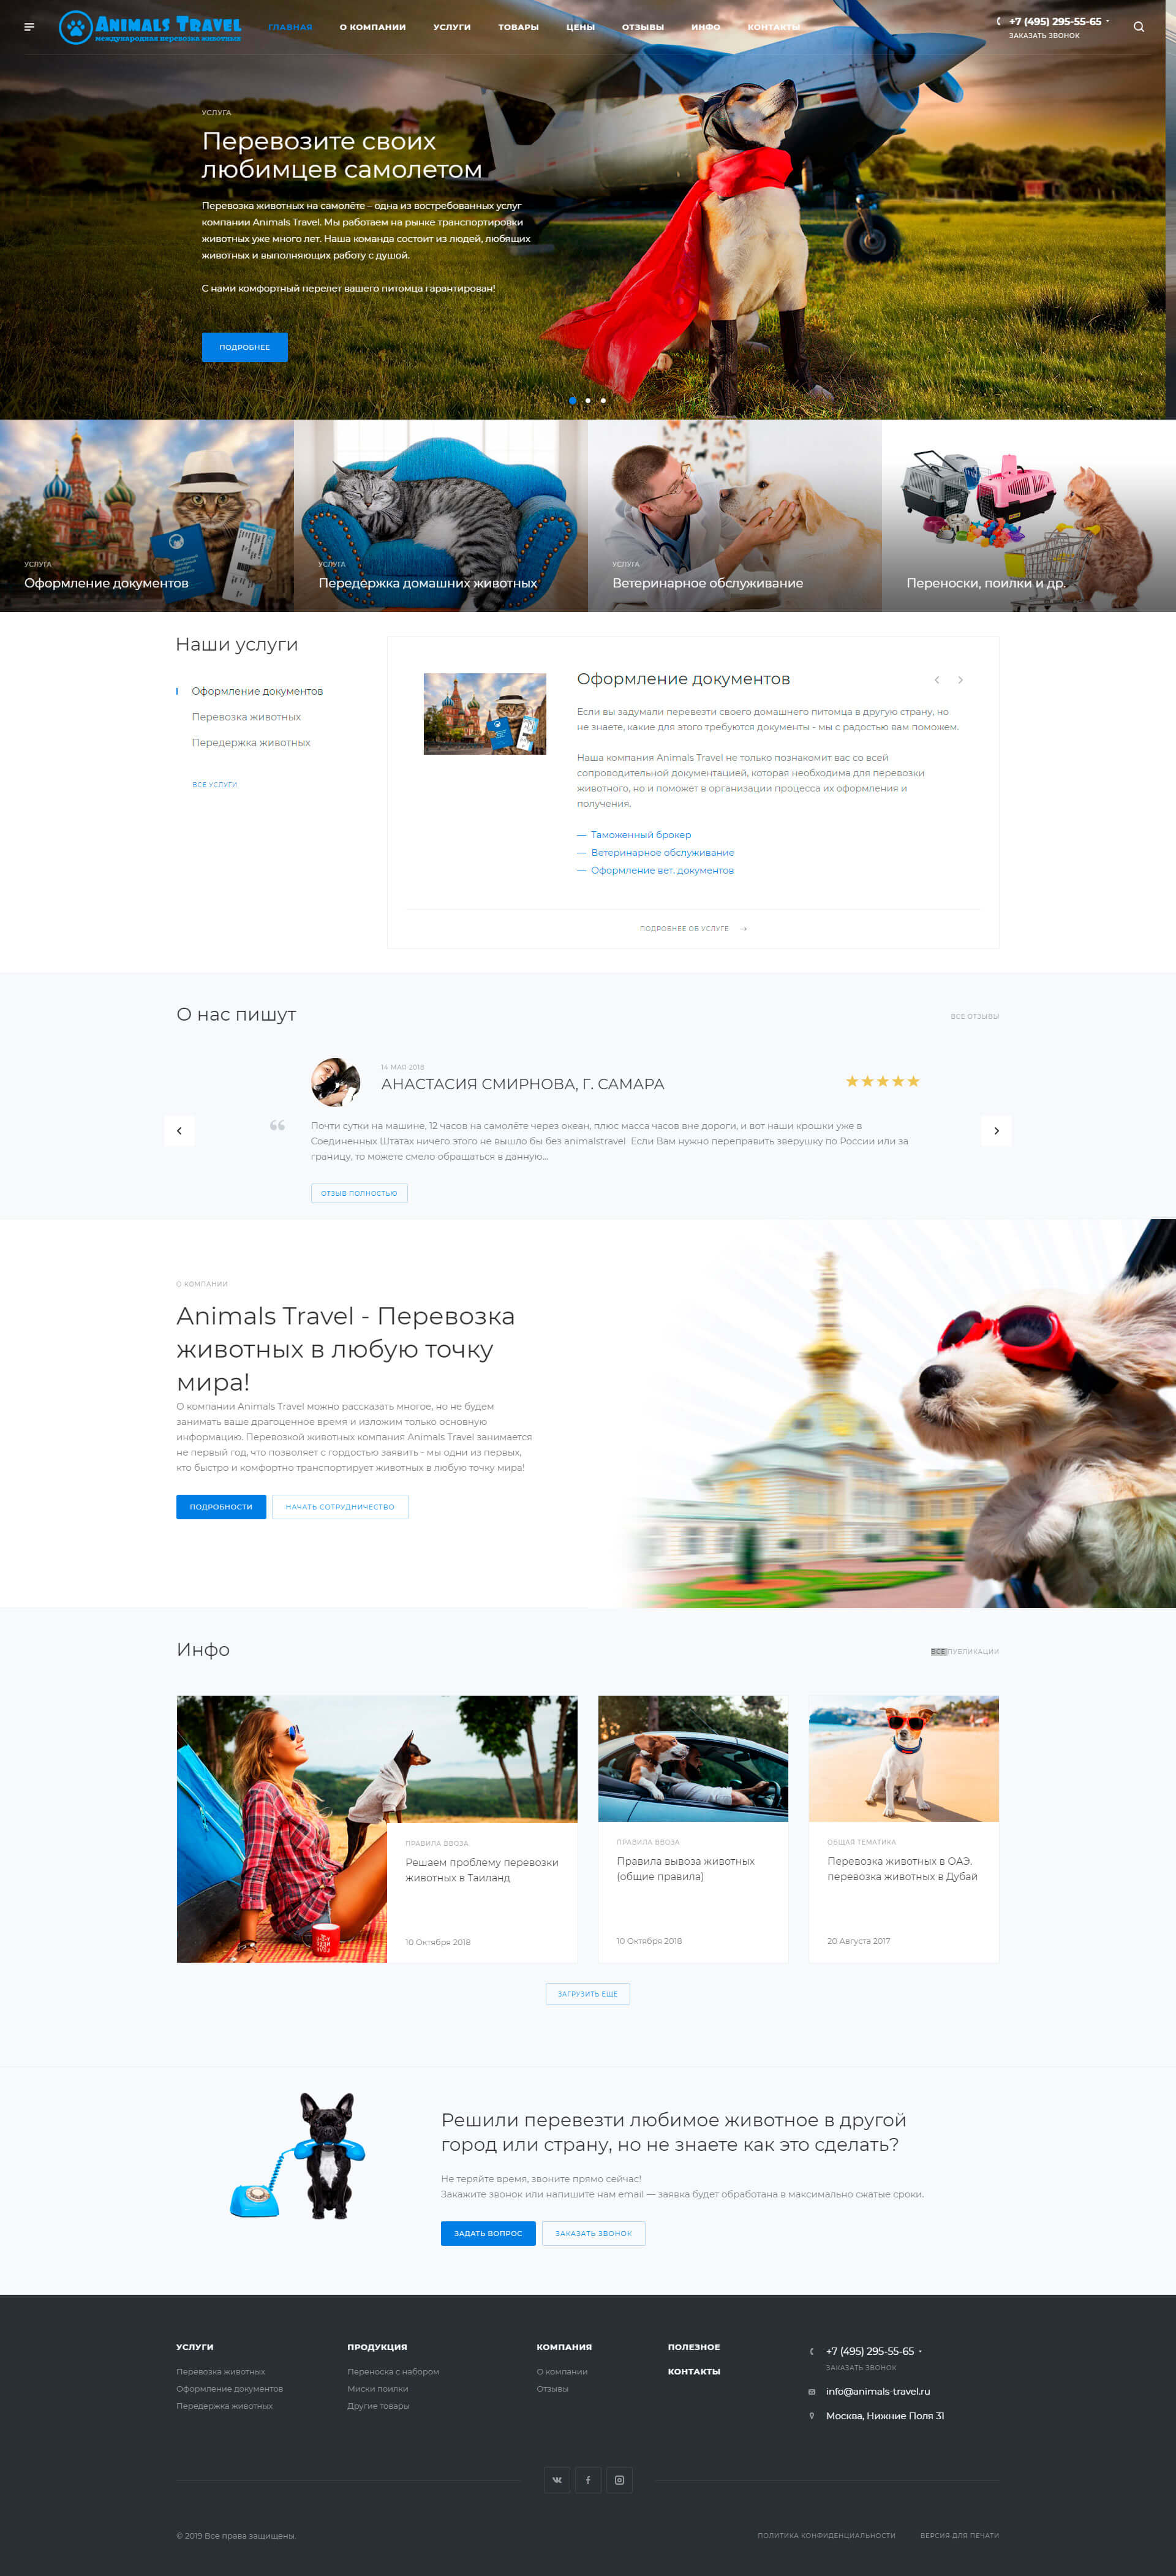 Animals Travel
международная перевозка животных
ГЛАВНАЯ
О КОМПАНИИ
УСЛУГИ
ТОВАРЫ
ЦЕНЫ
ОТЗЫВЫ
ИНФО
КОНТАКТЫ
+7 (495) 295-55-65
ЗАКАЗАТЬ ЗВОНОК
УСЛУГА
Перевозите своих
любимцев самолетом
Перевозка животных на самолёте – одна из востребованных услуг
компании Animals Travel. Мы работаем на рынке транспортировки
животных уже много лет. Наша команда состоит из людей, любящих
животных и выполняющих работу с душой.
С нами комфортный перелет вашего питомца гарантирован!
ПОДРОБНЕЕ
УСЛУГА
Оформление документов
УСЛУГА
Передержка домашних животных
УСЛУГА
Ветеринарное обслуживание
Переноски, поилки и др.
Наши услуги
Оформление документов
Перевозка животных
Передержка животных
ВСЕ УСЛУГИ
Оформление документов
Если вы задумали перевезти своего домашнего питомца в другую страну, но
не знаете, какие для этого требуются документы - мы с радостью вам поможем.
Наша компания Animals Travel не только познакомит вас со всей
сопроводительной документацией, которая необходима для перевозки
животного, но и поможет в организации процесса их оформления и
получения.
— Таможенный брокер
— Ветеринарное обслуживание
— Оформление вет. документов
ПОДРОБНЕЕ ОБ УСЛУГЕ →
О нас пишут
ВСЕ ОТЗЫВЫ
14 МАЯ 2018
АНАСТАСИЯ СМИРНОВА, Г. САМАРА
Почти сутки на машине, 12 часов на самолёте через океан, плюс масса часов вне дороги, и вот наши крошки уже в
Соединенных Штатах ничего этого не вышло бы без animalstravel  Если Вам нужно переправить зверушку по России или за
границу, то можете смело обращаться в данную...
ОТЗЫВ ПОЛНОСТЬЮ
О КОМПАНИИ
Animals Travel - Перевозка
животных в любую точку
мира!
О компании Animals Travel можно рассказать многое, но не будем
занимать ваше драгоценное время и изложим только основную
информацию. Перевозкой животных компания Animals Travel занимается
не первый год, что позволяет с гордостью заявить - мы одни из первых,
кто быстро и комфортно транспортирует животных в любую точку мира!
ПОДРОБНОСТИ
НАЧАТЬ СОТРУДНИЧЕСТВО
Инфо
ВСЕ ПУБЛИКАЦИИ
ПРАВИЛА ВВОЗА
Решаем проблему перевозки
животных в Таиланд
10 Октября 2018
ПРАВИЛА ВВОЗА
Правила вывоза животных
(общие правила)
10 Октября 2018
ОБЩАЯ ТЕМАТИКА
Перевозка животных в ОАЭ,
перевозка животных в Дубай
20 Августа 2017
ЗАГРУЗИТЬ ЕЩЕ
Решили перевезти любимое животное в другой
город или страну, но не знаете как это сделать?
Не теряйте время, звоните прямо сейчас!
Закажите звонок или напишите нам email — заявка будет обработана в максимально сжатые сроки.
ЗАДАТЬ ВОПРОС
ЗАКАЗАТЬ ЗВОНОК
УСЛУГИ
Перевозка животных
Оформление документов
Передержка животных
ПРОДУКЦИЯ
Переноска с набором
Миски поилки
Другие товары
КОМПАНИЯ
О компании
Отзывы
ПОЛЕЗНОЕ
КОНТАКТЫ
+7 (495) 295-55-65
ЗАКАЗАТЬ ЗВОНОК
info@animals-travel.ru
Москва, Нижние Поля 31
© 2019 Все права защищены.
ПОЛИТИКА КОНФИДЕНЦИАЛЬНОСТИ
ВЕРСИЯ ДЛЯ ПЕЧАТИ